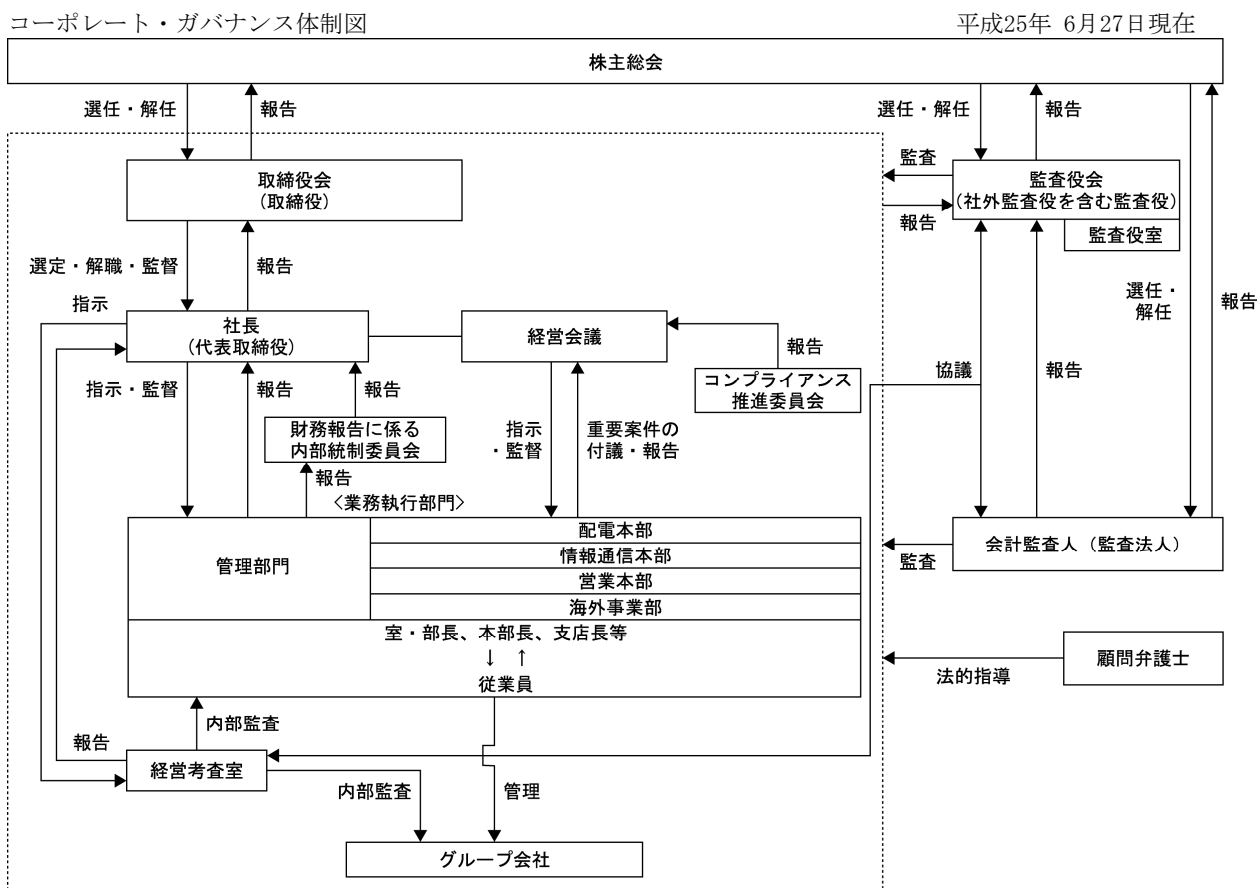 コーポレート・ガバナンス体制図
平成25年 6月27日現在
株主総会
選任・解任
報告
選任・解任
報告
取締役会
(取締役)
監査
報告
監査役会
(社外監査役を含む監査役)
監査役室
選定・解職・監督
報告
選任・
解任
報告
指示
社長
(代表取締役)
経営会議
報告
コンプライアンス
推進委員会
指示・監督
報告
報告
協議
報告
財務報告に係る
内部統制委員会
指示
・監督
重要案件の
付議・報告
報告
〈業務執行部門〉
管理部門
配電本部
情報通信本部
営業本部
海外事業部
会計監査人（監査法人）
監査
室・部長、本部長、支店長等
↓ ↑
従業員
顧問弁護士
法的指導
内部監査
報告
経営考査室
内部監査
管理
グループ会社